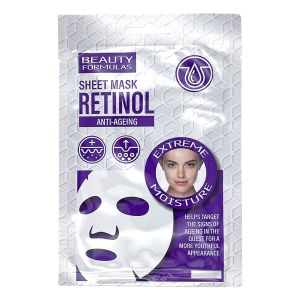 BEAUTY
FORMULAS
SHEET MASK
RETINOL
ANTI-AGEING
EXTREME
MOISTURE
HELPS TARGET
THE SIGNS OF
AGEING IN THE
QUEST FOR A
MORE YOUTHFUL
APPEARANCE